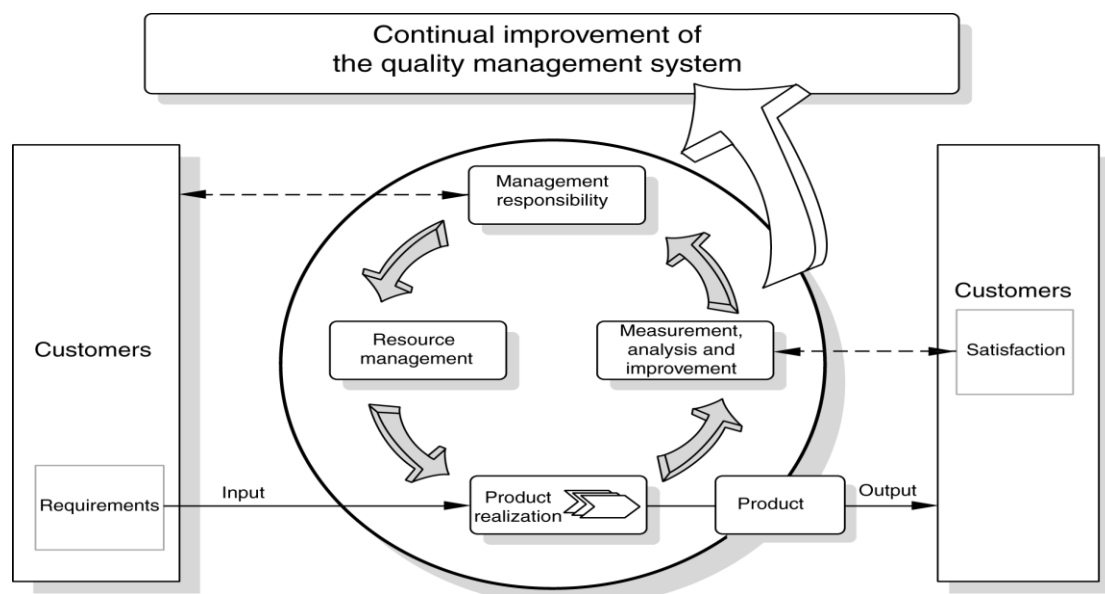 Continual improvement of
the quality management system
Management
responsibility
Customers
Resource
management
Measurement,
analysis and
improvement
Customers
Satisfaction
Requirements
Input
Product
realization
Product
Output